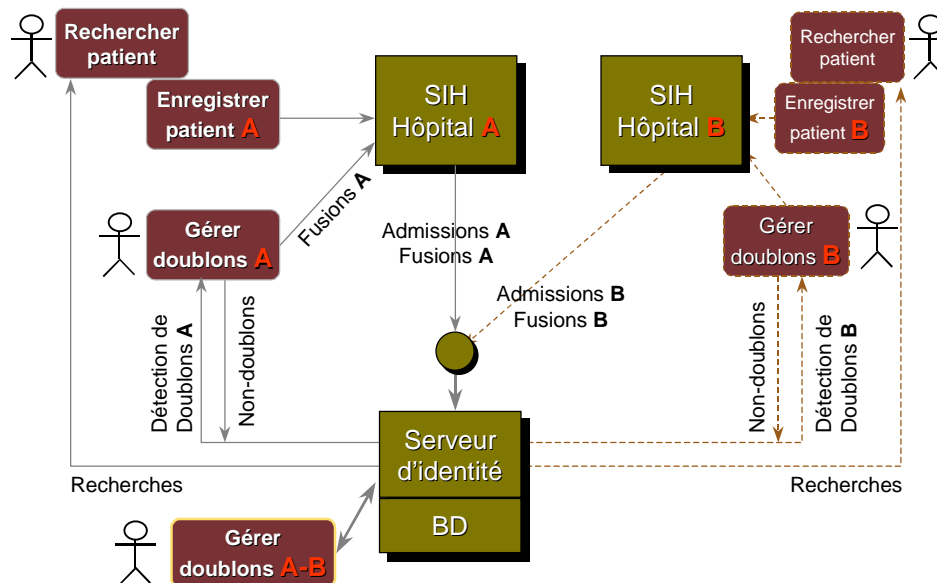 Rechercher
patient
Enregistrer
patient A
SIH
Hôpital A
SIH
Hôpital B
Rechercher
patient
Enregistrer
patient B
Fusions A
Gérer
doublons A
Admissions A
Fusions A
Admissions B
Fusions B
Gérer
doublons B
Détection de
Doublons A
Non-doublons
Non-doublons
Détection de
Doublons B
Serveur
d'identité
BD
Recherches
Recherches
Gérer
doublons A-B